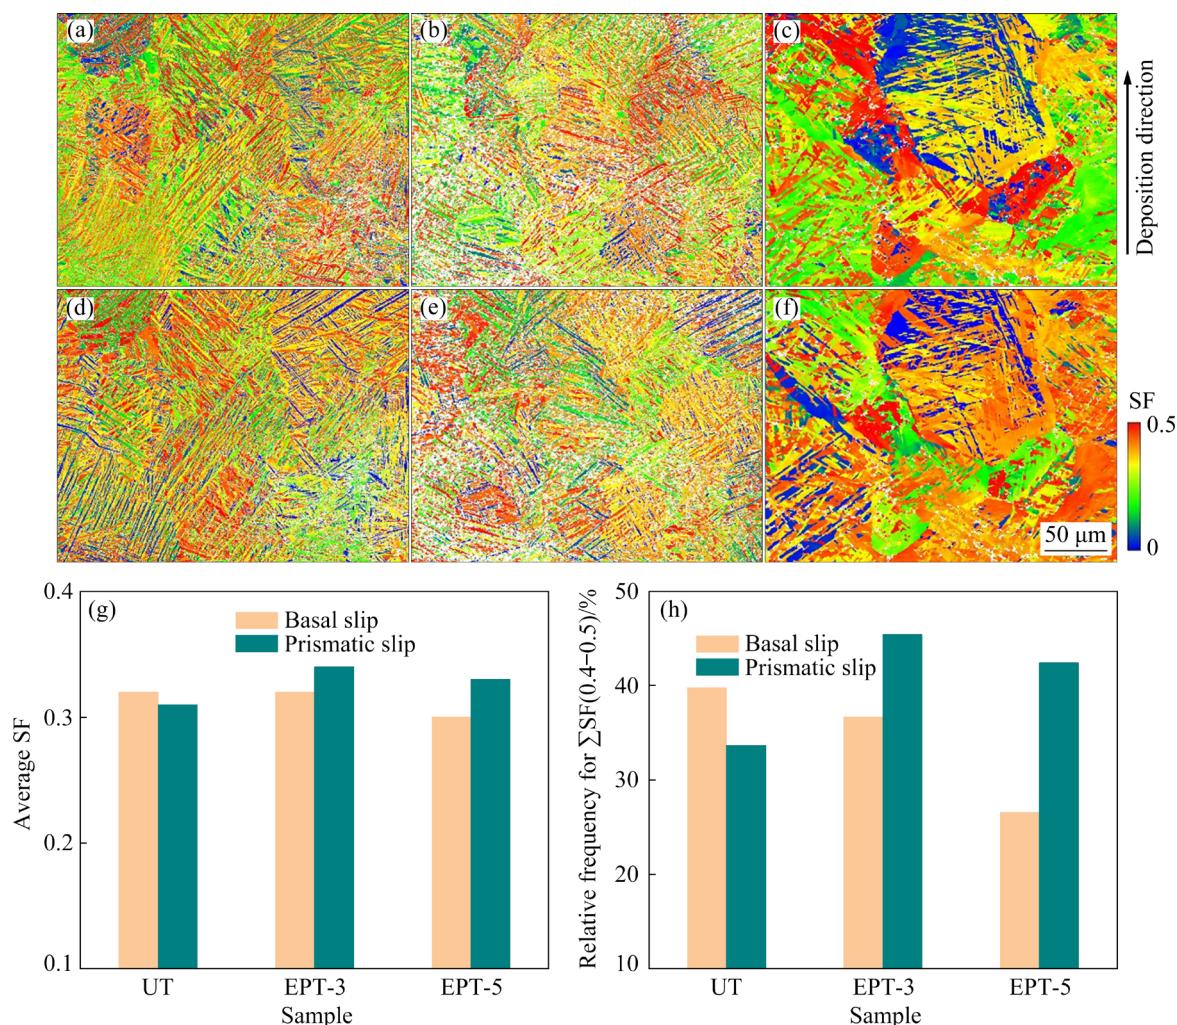 (a)
(b)
(c)
Deposition direction
(d)
(e)
(f)
SF
0.5
0
50 μm
(g)
Basal slip
Prismatic slip
0.4
0.3
0.2
0.1
Average SF
UT
EPT-3
EPT-5
Sample
(h)
Basal slip
Prismatic slip
50
40
30
20
10
Relative frequency for ∑SF(0.4−0.5)/%
UT
EPT-3
EPT-5
Sample